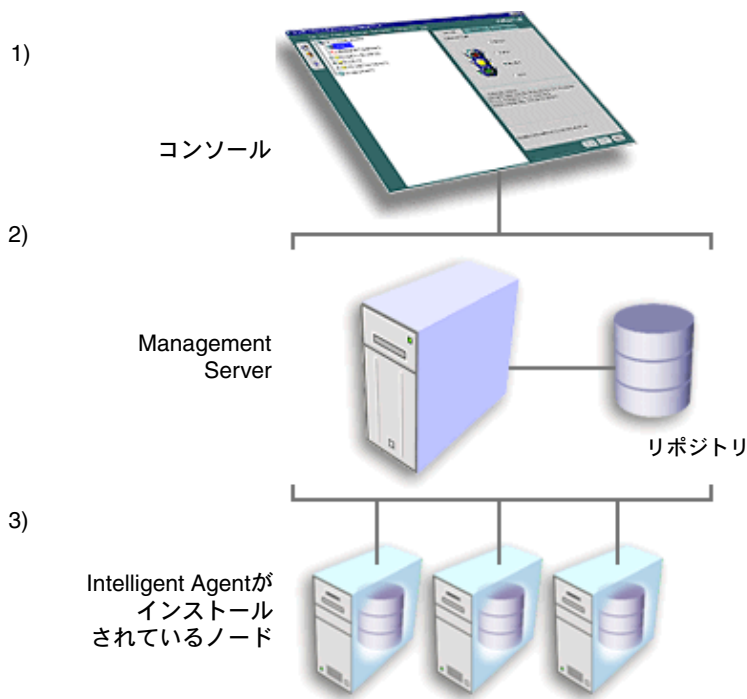 1)
コンソール
2)
Management
Server
リポジトリ
3)
Intelligent Agentが
インストール
されているノード